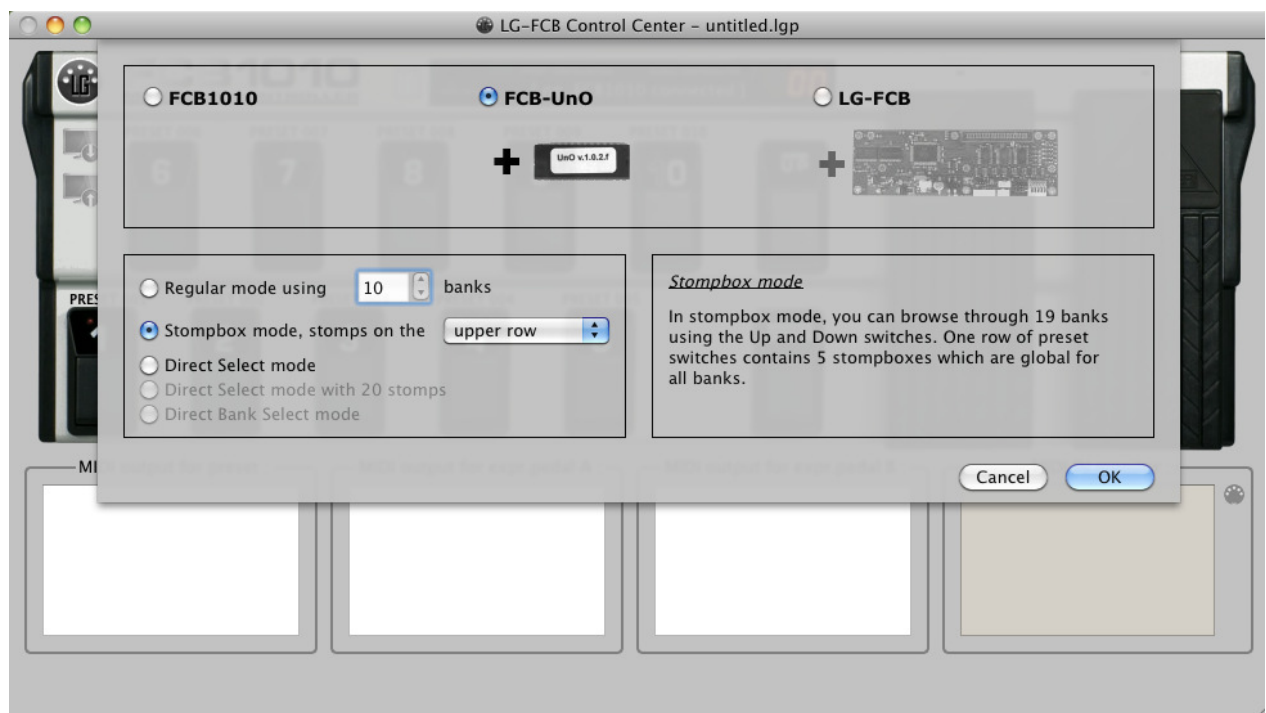 LG-FCB Control Center – untitled.lgp
FCB1010
FCB-UnO
LG-FCB
UnO v.1.0.2.f
Regular mode using 10 banks
Stompbox mode, stomps on the upper row
Direct Select mode
Direct Select mode with 20 stomps
Direct Bank Select mode
Stompbox mode
In stompbox mode, you can browse through 19 banks
using the Up and Down switches. One row of preset
switches contains 5 stompboxes which are global for
all banks.
Cancel
OK
LG
PRES
MI